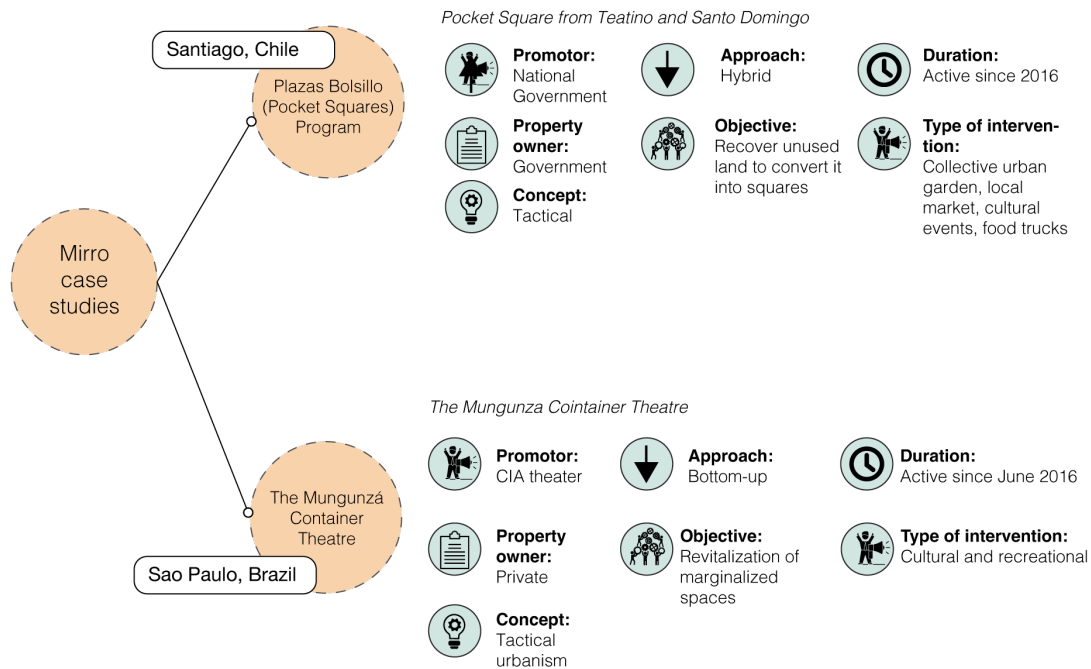 Pocket Square from Teatino and Santo Domingo
Santiago, Chile
Plazas Bolsillo
(Pocket Squares)
Program
Promotor:
National
Government
Approach:
Hybrid
Duration:
Active since 2016
Property
owner:
Government
Objective:
Recover unused
land to convert it
into squares
Type of interven-
tion:
Collective urban
garden, local
market, cultural
events, food trucks
Concept:
Tactical
Mirro
case
studies
The Mungunza Cointainer Theatre
The Mungunzá
Container
Theatre
Sao Paulo, Brazil
Promotor:
CIA theater
Approach:
Bottom-up
Duration:
Active since June 2016
Property
owner:
Private
Objective:
Revitalization of
marginalized
spaces
Type of intervention:
Cultural and recreational
Concept:
Tactical
urbanism